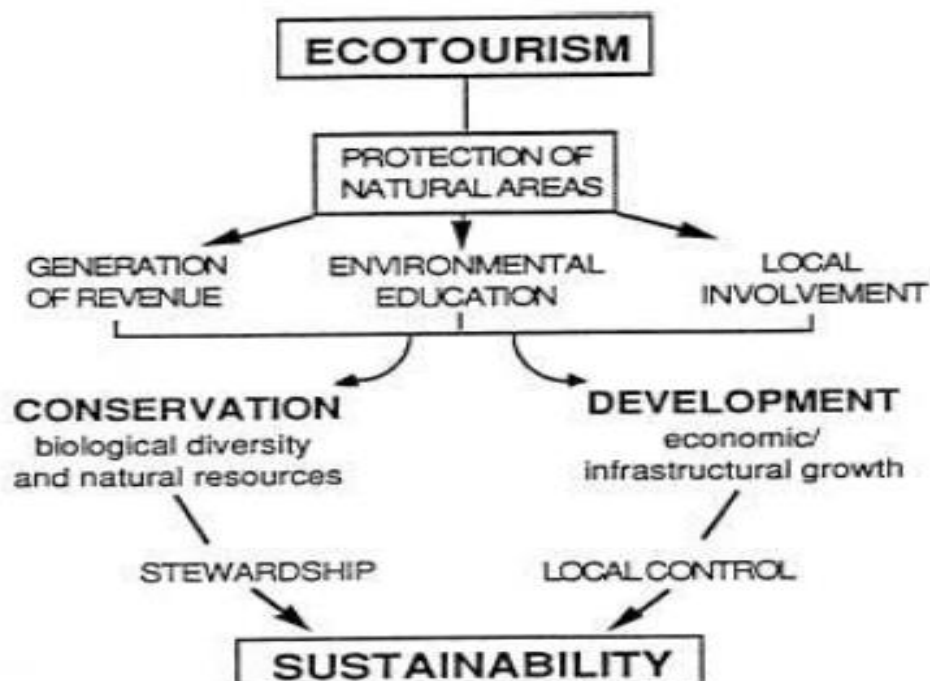 ECOTOURISM
PROTECTION OF
NATURAL AREAS
GENERATION
OF REVENUE
ENVIRONMENTAL
EDUCATION
LOCAL
INVOLVEMENT
CONSERVATION
biological diversity
and natural resources
DEVELOPMENT
economic/
infrastructural growth
STEWARDSHIP
LOCAL CONTROL
SUSTAINABILITY